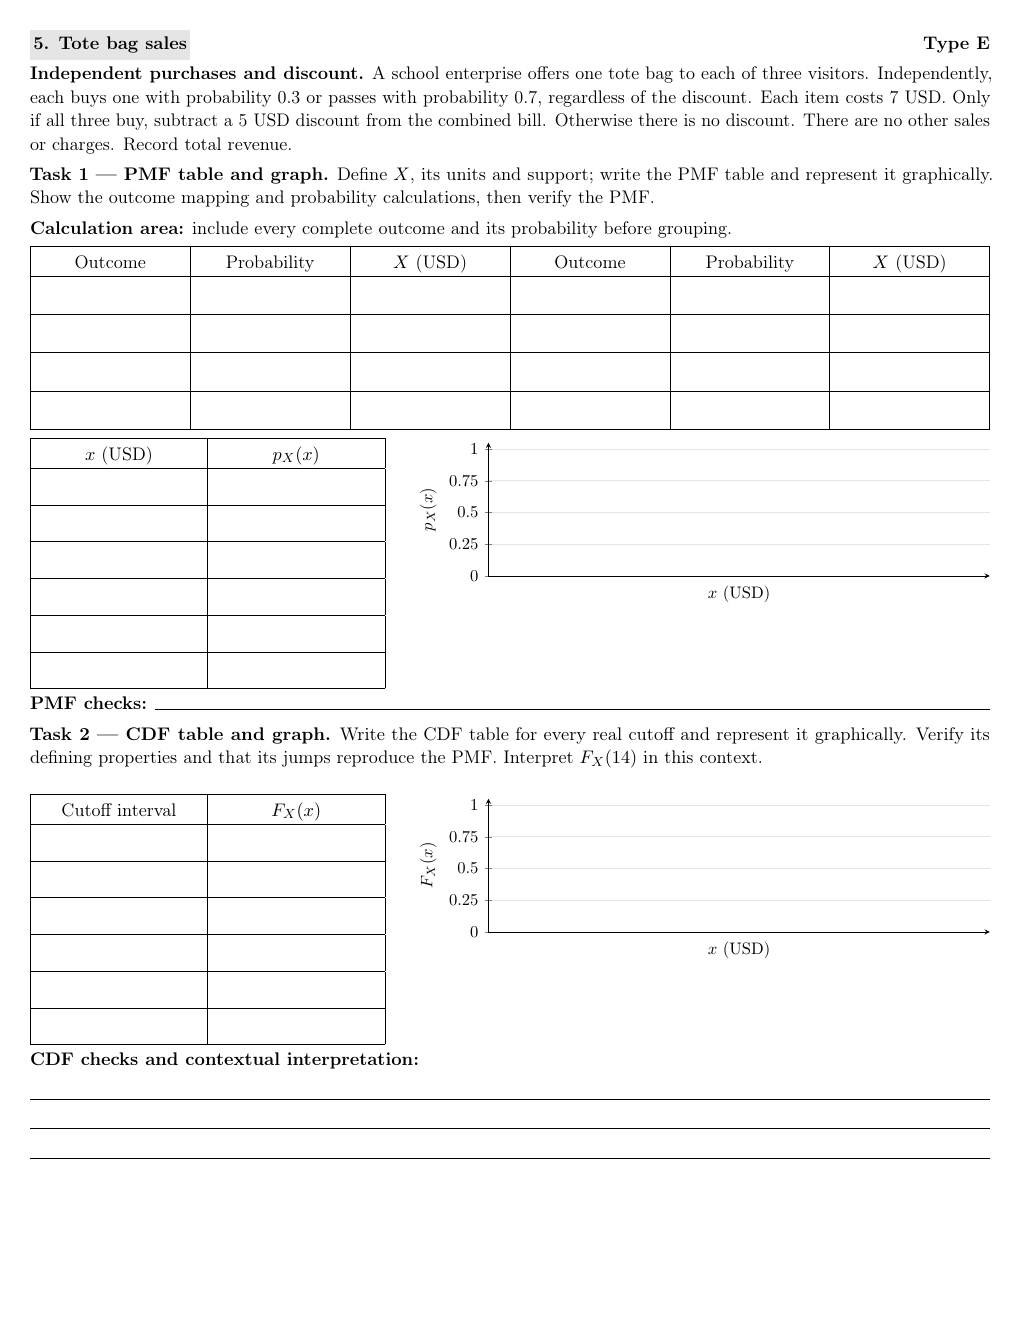 5. Tote bag sales Type E
Independent purchases and discount. A school enterprise offers one tote bag to each of three visitors. Independently,
each buys one with probability 0.3 or passes with probability 0.7, regardless of the discount. Each item costs 7 USD. Only
if all three buy, subtract a 5 USD discount from the combined bill. Otherwise there is no discount. There are no other sales
or charges. Record total revenue.
Task 1 — PMF table and graph. Define X, its units and support; write the PMF table and represent it graphically.
Show the outcome mapping and probability calculations, then verify the PMF.
Calculation area: include every complete outcome and its probability before grouping.
Outcome Probability X (USD) Outcome Probability X (USD)
x (USD) p_X(x)
1
0.75
0.5
0.25
0
p_X(x)
x (USD)
PMF checks:
Task 2 — CDF table and graph. Write the CDF table for every real cutoff and represent it graphically. Verify its
defining properties and that its jumps reproduce the PMF. Interpret F_X(14) in this context.
Cutoff interval F_X(x)
1
0.75
0.5
0.25
0
F_X(x)
x (USD)
CDF checks and contextual interpretation: